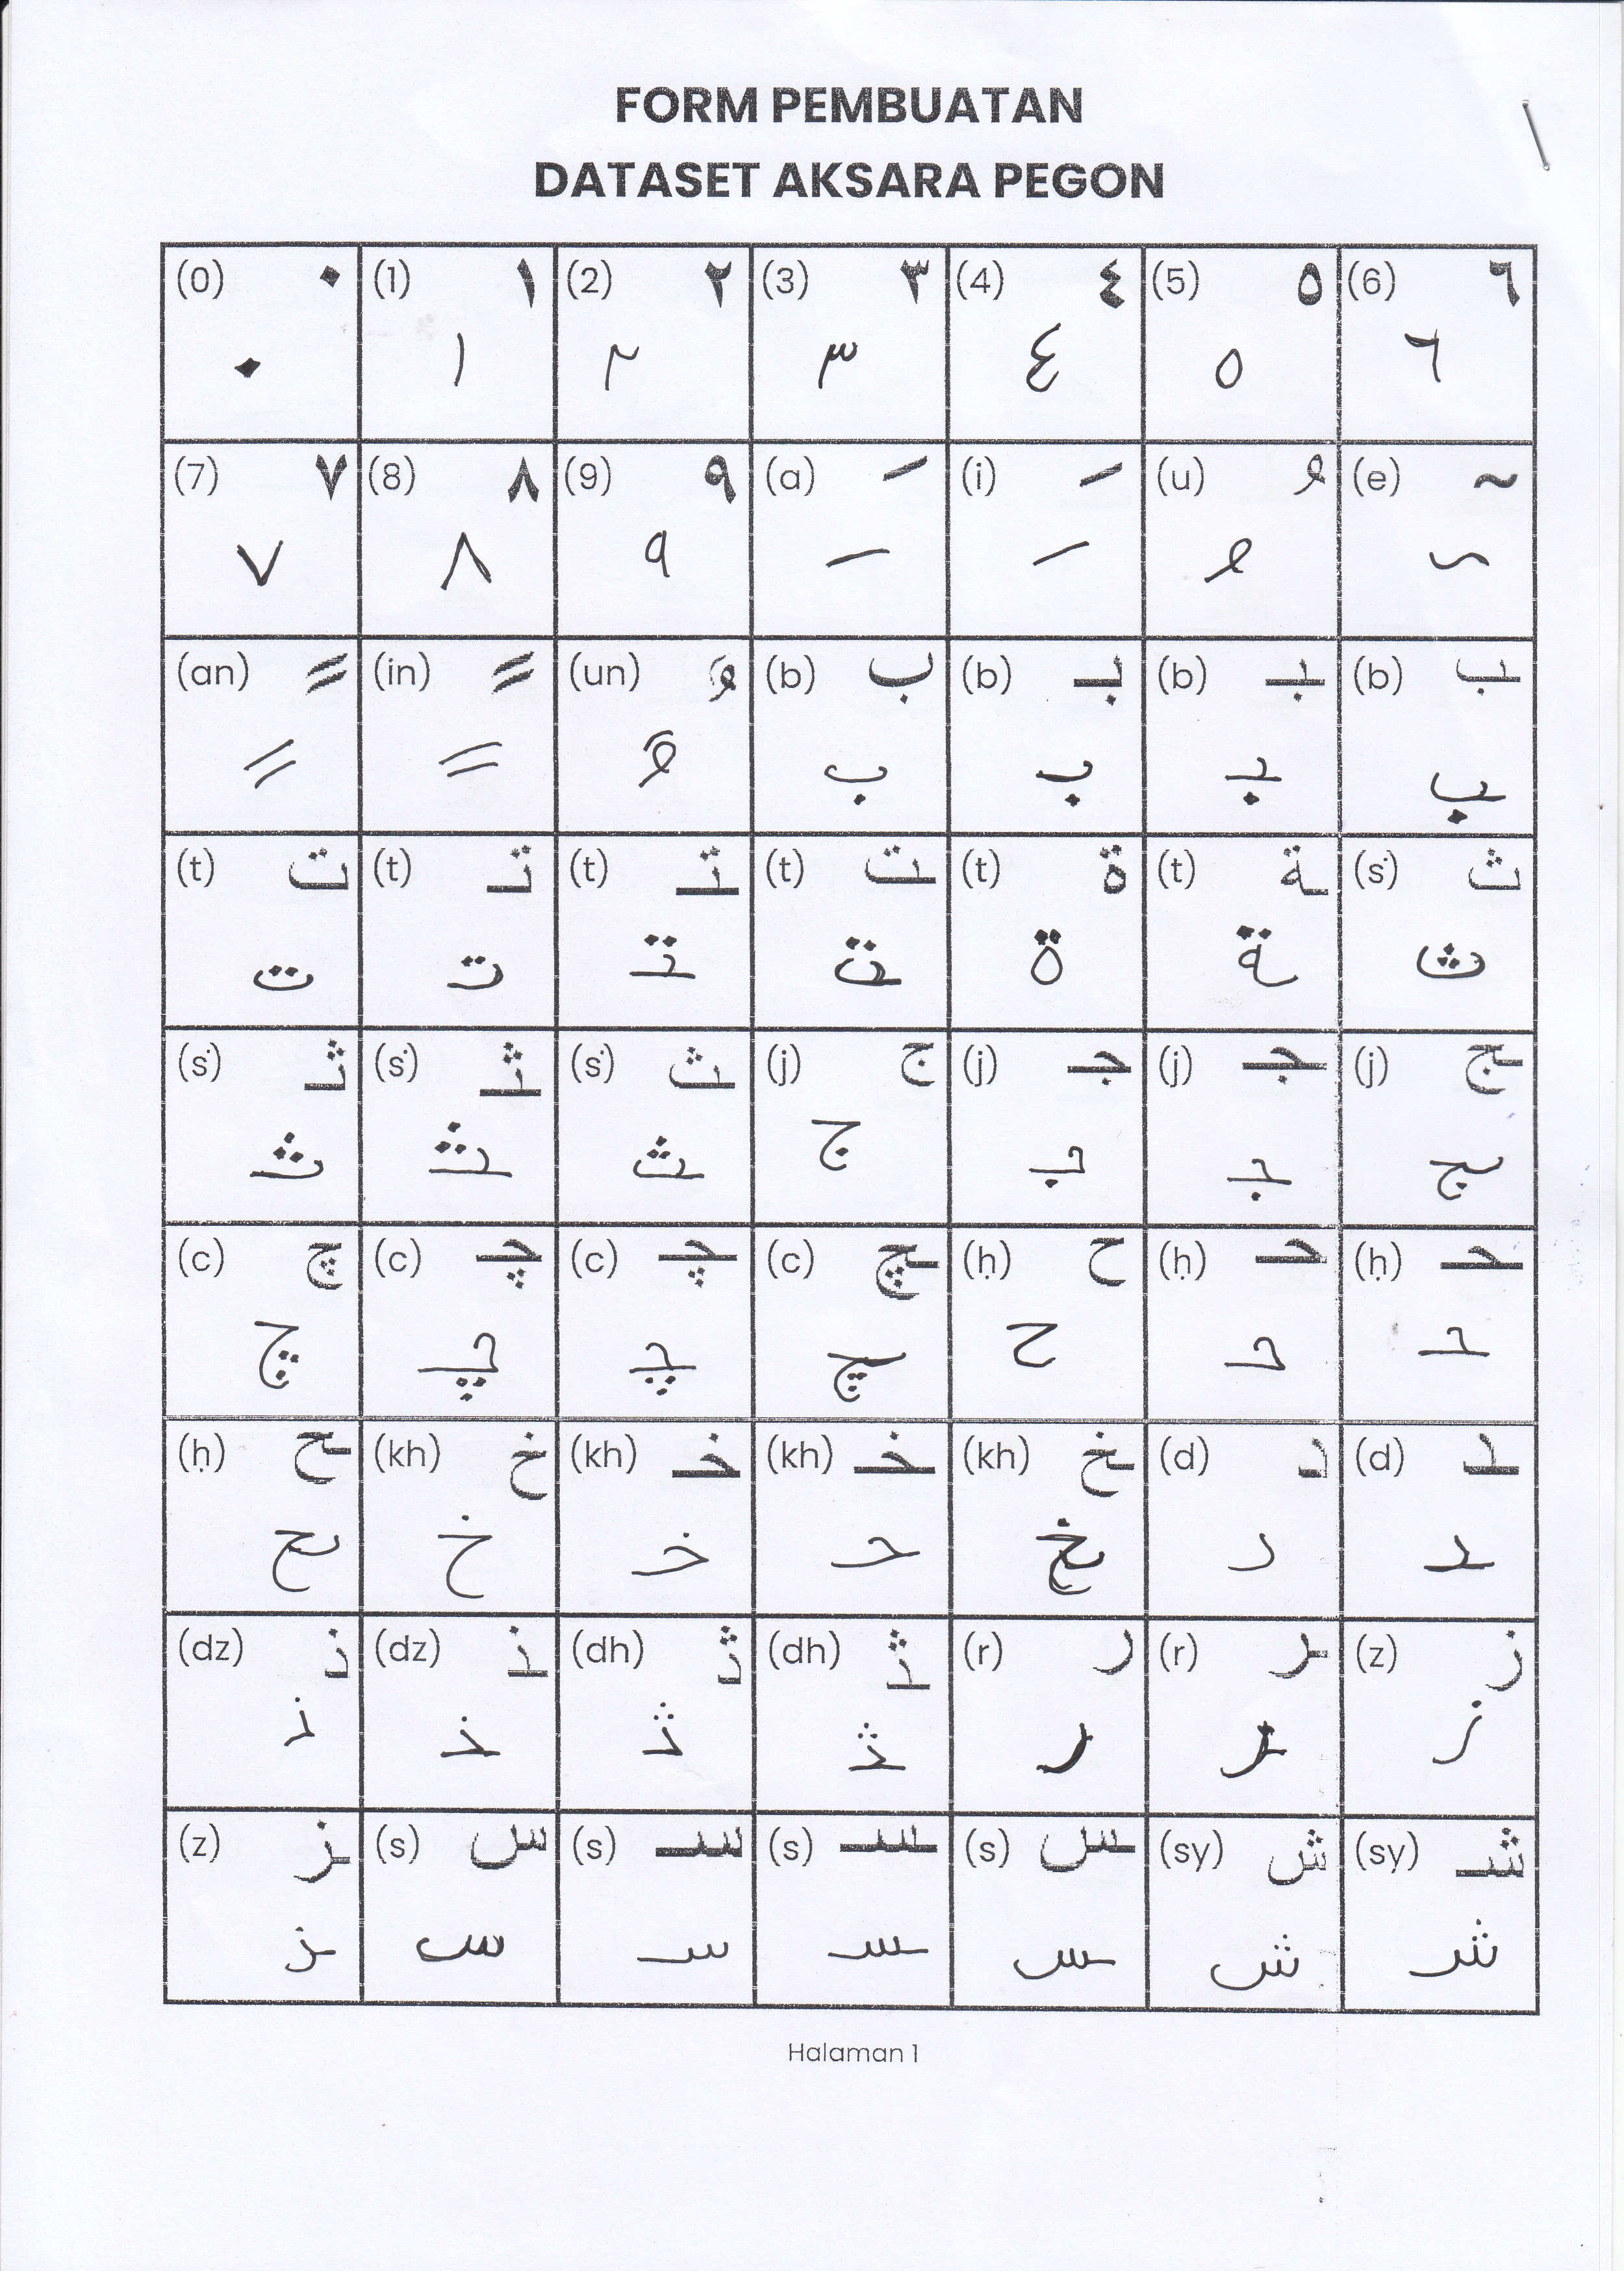 FORM PEMBUATAN
DATASET AKSARA PEGON
(0) ٠ (1) ١ (2) ٢ (3) ٣ (4) ٤ (5) ٥ (6) ٦
٠ ١ ٢ ٣ ٤ ٥ ٦
(7) ٧ (8) ٨ (9) ٩ (a) َ (i) ِ (u) ُ (e) ٓ
٧ ٨ ٩ َ ِ ُ ٓ
(an) ً (in) ٍ (un) ٌ (b) ب (b) بـ (b) ـبـ (b) ـب
ً ٍ ٌ ب بـ ـبـ ـب
(t) ت (t) تـ (t) ـتـ (t) ـت (t) ة (t) ـة (ṡ) ث
ت تـ ـتـ ـت ة ـة ث
(ṡ) ثـ (ṡ) ـثـ (ṡ) ـث (j) ج (j) جـ (j) ـجـ (j) ـج
ثـ ـثـ ـث ج جـ ـجـ ـج
(c) چ (c) چـ (c) ـچـ (c) ـچ (ḥ) ح (ḥ) حـ (ḥ) ـحـ
چ چـ ـچـ ـچ ح حـ ـحـ
(ḥ) ـح (kh) خ (kh) خـ (kh) ـخـ (kh) ـخ (d) د (d) ـد
ـح خ خـ ـخـ ـخ د ـد
(dz) ذ (dz) ـذ (dh) ڎ (dh) ـڎ (r) ر (r) ـر (z) ز
ذ ـذ ڎ ـڎ ر ـر ز
(z) ـز (s) س (s) سـ (s) ـسـ (s) ـس (sy) ش (sy) شـ
ـز س سـ ـسـ ـس ش شـ
Halaman 1